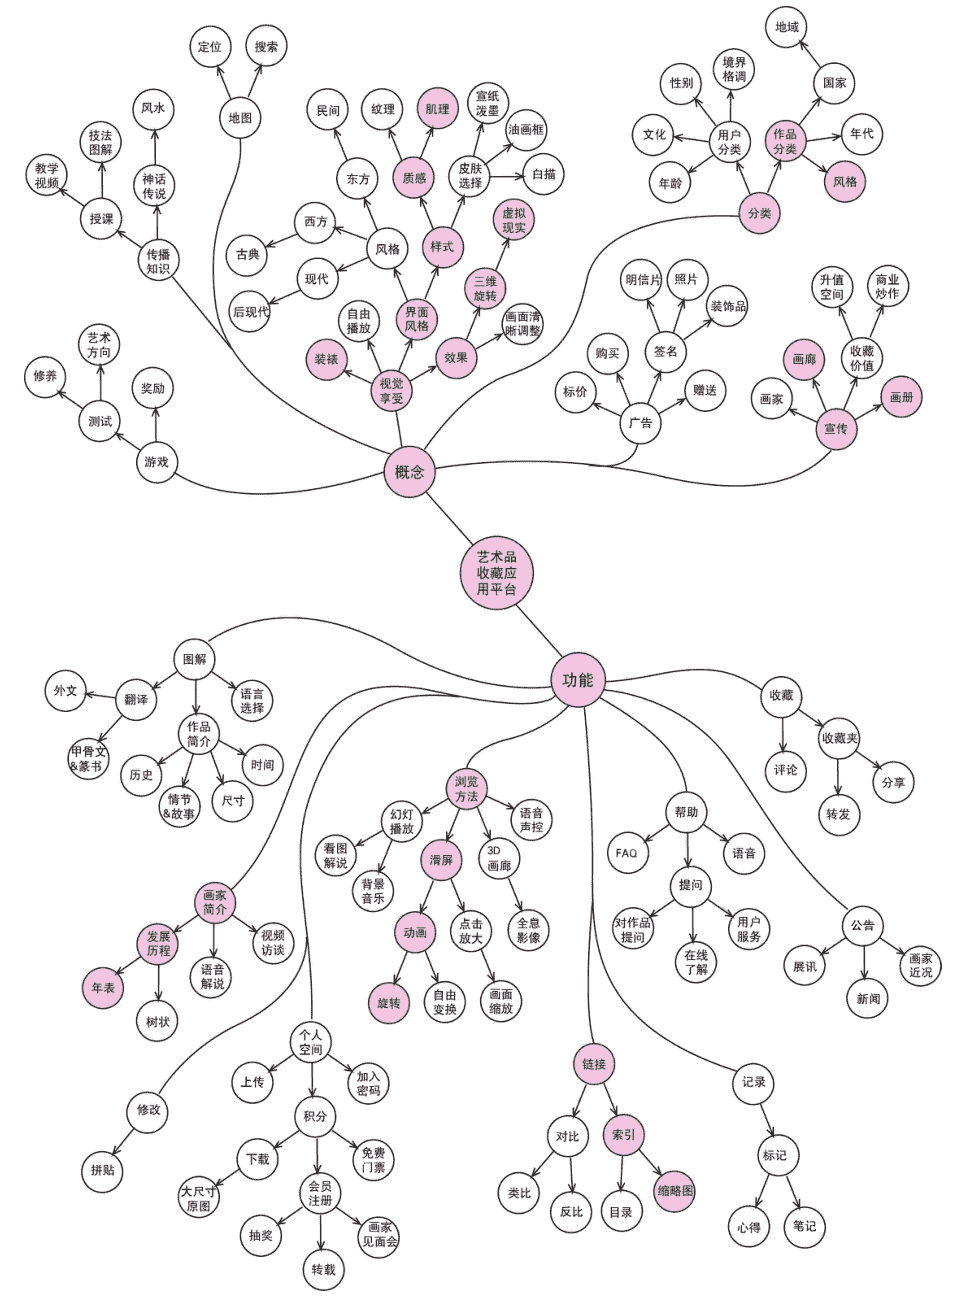 地域
定位
搜索
境界
格调
国家
性别
风水
地图
民间
纹理
肌理
宣纸
泼墨
油画框
文化
用户
分类
作品
分类
年代
技法
图解
教学
视频
神话
传说
东方
质感
皮肤
选择
白描
年龄
风格
授课
西方
虚拟
现实
分类
传播
知识
古典
风格
样式
现代
三维
旋转
明信片
照片
升值
空间
商业
炒作
后现代
自由
播放
界面
风格
画面清
晰调整
装饰品
艺术
方向
装裱
效果
购买
签名
画廊
收藏
价值
修养
奖励
视觉
享受
标价
赠送
画家
画册
测试
广告
宣传
游戏
概念
艺术品
收藏应
用平台
图解
功能
外文
翻译
语言
选择
收藏
作品
简介
收藏夹
甲骨文
&篆书
历史
时间
评论
分享
情节
&故事
尺寸
浏览
方法
转发
幻灯
播放
语音
声控
帮助
看图
解说
滑屏
3D
画廊
FAQ
语音
背景
音乐
提问
画家
简介
动画
点击
放大
全息
影像
对作品
提问
用户
服务
公告
发展
历程
视频
访谈
在线
了解
展讯
画家
近况
年表
语音
解说
旋转
自由
变换
画面
缩放
新闻
树状
个人
空间
链接
上传
加入
密码
记录
修改
积分
对比
索引
拼贴
下载
免费
门票
标记
大尺寸
原图
会员
注册
类比
反比
目录
缩略图
抽奖
画家
见面会
心得
笔记
转载